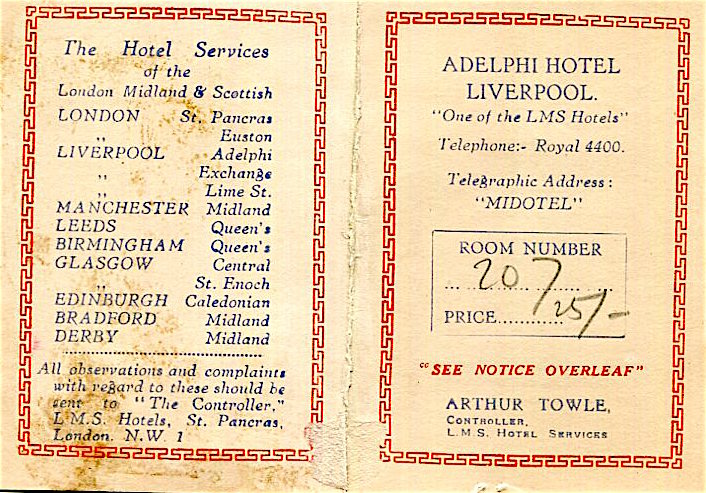 The Hotel Services
of the
London Midland & Scottish
LONDON St. Pancras
„ Euston
LIVERPOOL Adelphi
„ Exchange
„ Lime St.
MANCHESTER Midland
LEEDS Queen's
BIRMINGHAM Queen's
GLASGOW Central
„ St. Enoch
EDINBURGH Caledonian
BRADFORD Midland
DERBY Midland
All observations and complaints
with regard to these should be
sent to "The Controller,"
L.M.S. Hotels, St. Pancras,
London. N.W. 1
ADELPHI HOTEL
LIVERPOOL.
"One of the LMS Hotels"
Telephone:- Royal 4400.
Telegraphic Address:
"MIDOTEL"
ROOM NUMBER
207
PRICE............ 25/-
"SEE NOTICE OVERLEAF"
ARTHUR TOWLE,
CONTROLLER,
L.M.S. HOTEL SERVICES